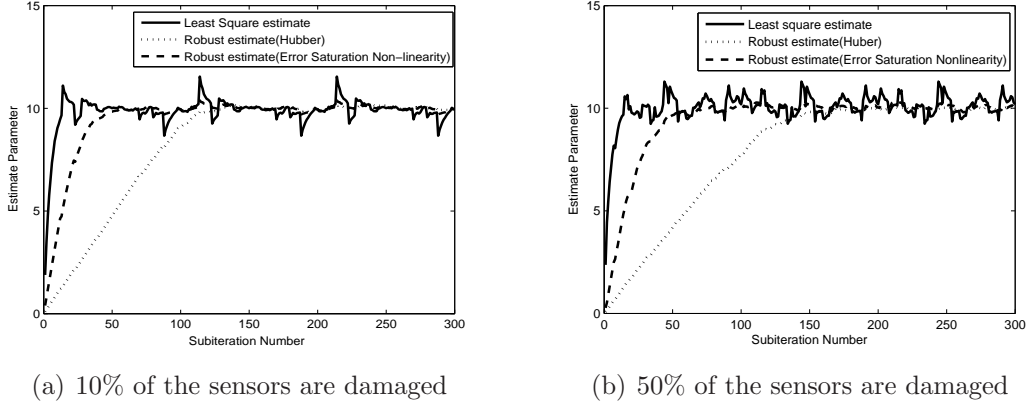 15
10
5
0
Estimate Parameter
0 50 100 150 200 250 300
Subiteration Number
Least Square estimate
Robust estimate(Hubber)
Robust estimate(Error Saturation Non−linearity)
(a) 10% of the sensors are damaged
15
10
5
0
Estimate Parameter
0 50 100 150 200 250 300
Subiteration Number
Least square estimate
Robust estimate(Huber)
Robust estimate(Error Saturation Nonlinearity)
(b) 50% of the sensors are damaged